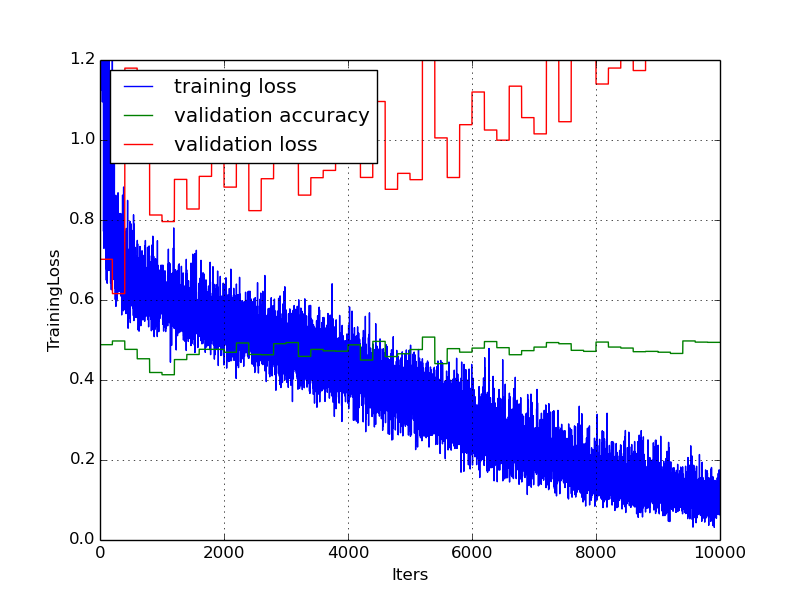 1.2
1.0
0.8
0.6
0.4
0.2
0.0
TrainingLoss
training loss
validation accuracy
validation loss
0 2000 4000 6000 8000 10000
Iters